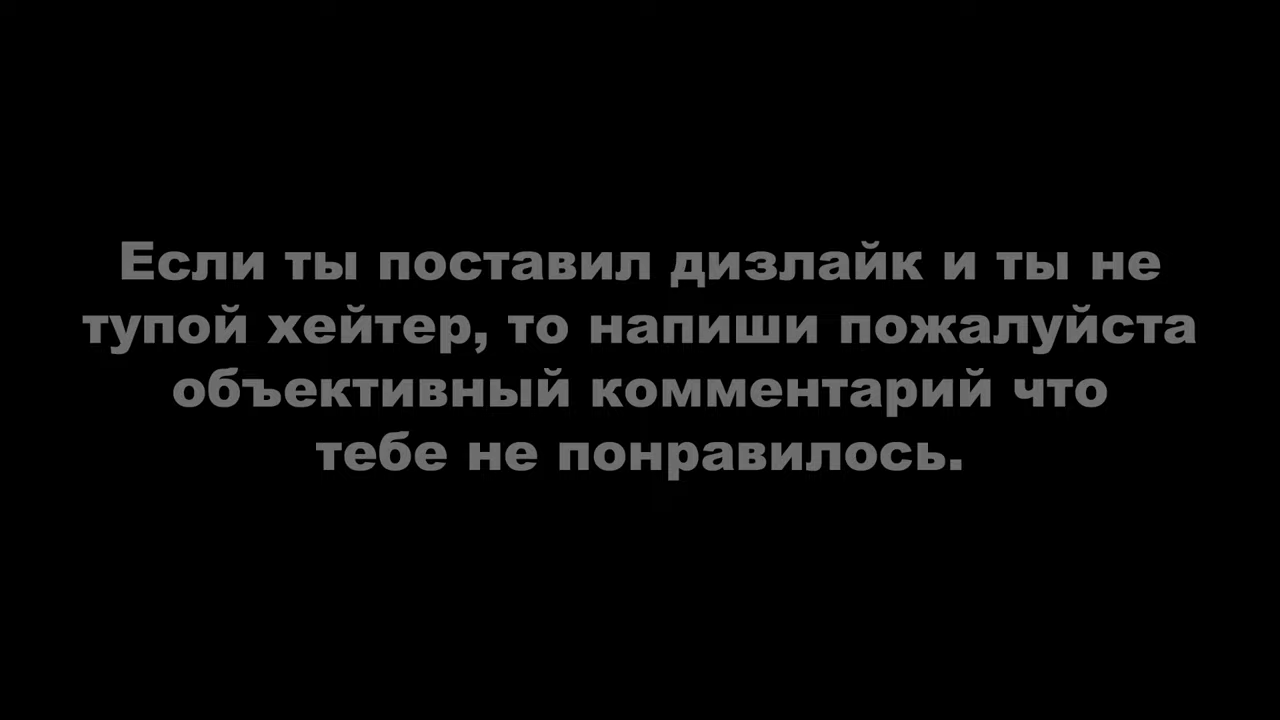 Если ты поставил дизлайк и ты не
тупой хейтер, то напиши пожалуйста
объективный комментарий что
тебе не понравилось.